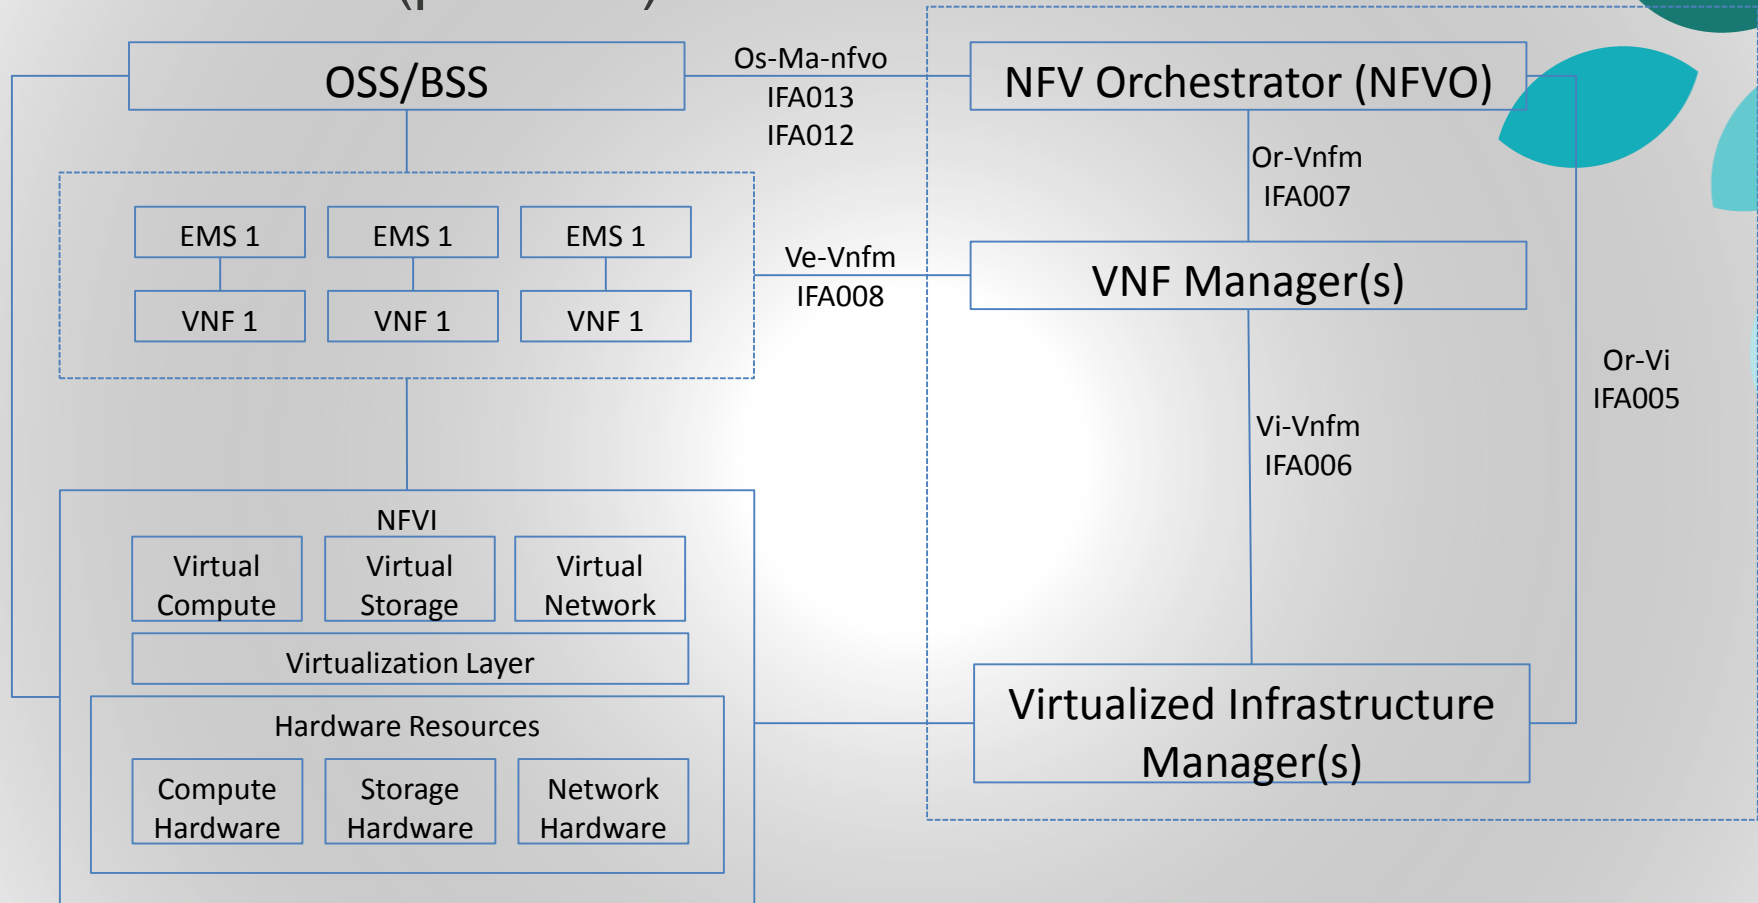 OSS/BSS
Os-Ma-nfvo
IFA013
IFA012
NFV Orchestrator (NFVO)
Or-Vnfm
IFA007
EMS 1
EMS 1
EMS 1
VNF 1
VNF 1
VNF 1
Ve-Vnfm
IFA008
VNF Manager(s)
Or-Vi
IFA005
Vi-Vnfm
IFA006
NFVI
Virtual
Compute
Virtual
Storage
Virtual
Network
Virtualization Layer
Hardware Resources
Compute
Hardware
Storage
Hardware
Network
Hardware
Virtualized Infrastructure
Manager(s)